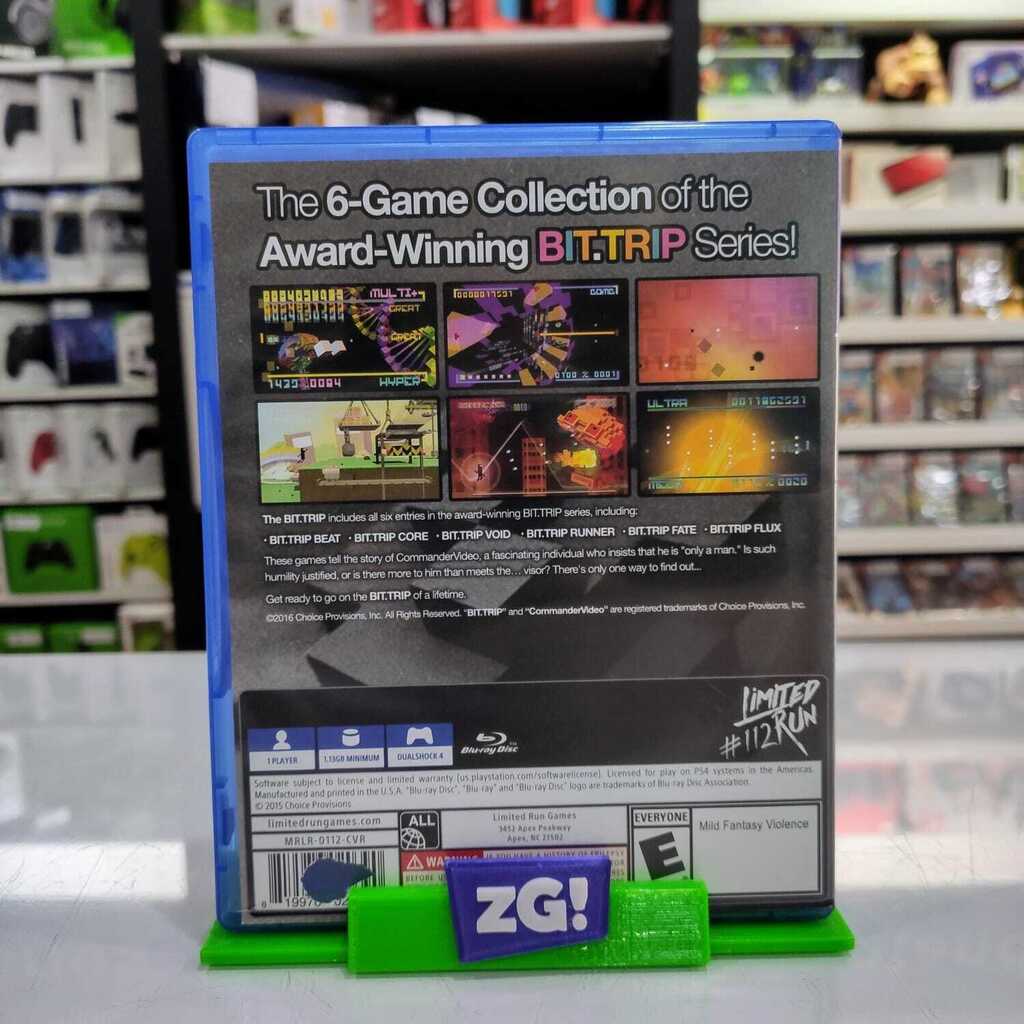 The 6-Game Collection of the
Award-Winning BIT.TRIP Series!
MULTI+
GREAT
GREAT
HYPER
ULTRA
MEGA
The BIT.TRIP includes all six entries in the award-winning BIT.TRIP series, including:
· BIT.TRIP BEAT · BIT.TRIP CORE · BIT.TRIP VOID · BIT.TRIP RUNNER · BIT.TRIP FATE · BIT.TRIP FLUX
These games tell the story of CommanderVideo, a fascinating individual who insists that he is "only a man." Is such
humility justified, or is there more to him than meets the... visor? There's only one way to find out...
Get ready to go on the BIT.TRIP of a lifetime.
©2016 Choice Provisions, Inc. All Rights Reserved. "BIT.TRIP" and "CommanderVideo" are registered trademarks of Choice Provisions, Inc.
LIMITED
RUN
#112
1 PLAYER
1.13GB MINIMUM
DUALSHOCK 4
Blu-ray Disc
Software subject to license and limited warranty (us.playstation.com/softwarelicense). Licensed for play on PS4 systems in the Americas.
Manufactured and printed in the U.S.A. "Blu-ray Disc", "Blu-ray" and "Blu-ray Disc" logo are trademarks of Blu-ray Disc Association.
© 2015 Choice Provisions
limitedrungames.com
MRLR-0112-CVR
ALL
Limited Run Games
3452 Apex Peakway
Apex, NC 27502
EVERYONE
E
Mild Fantasy Violence
WARNING
IF YOU HAVE A HISTORY OF EPILEPSY
BEFORE
8 19976
ZG!